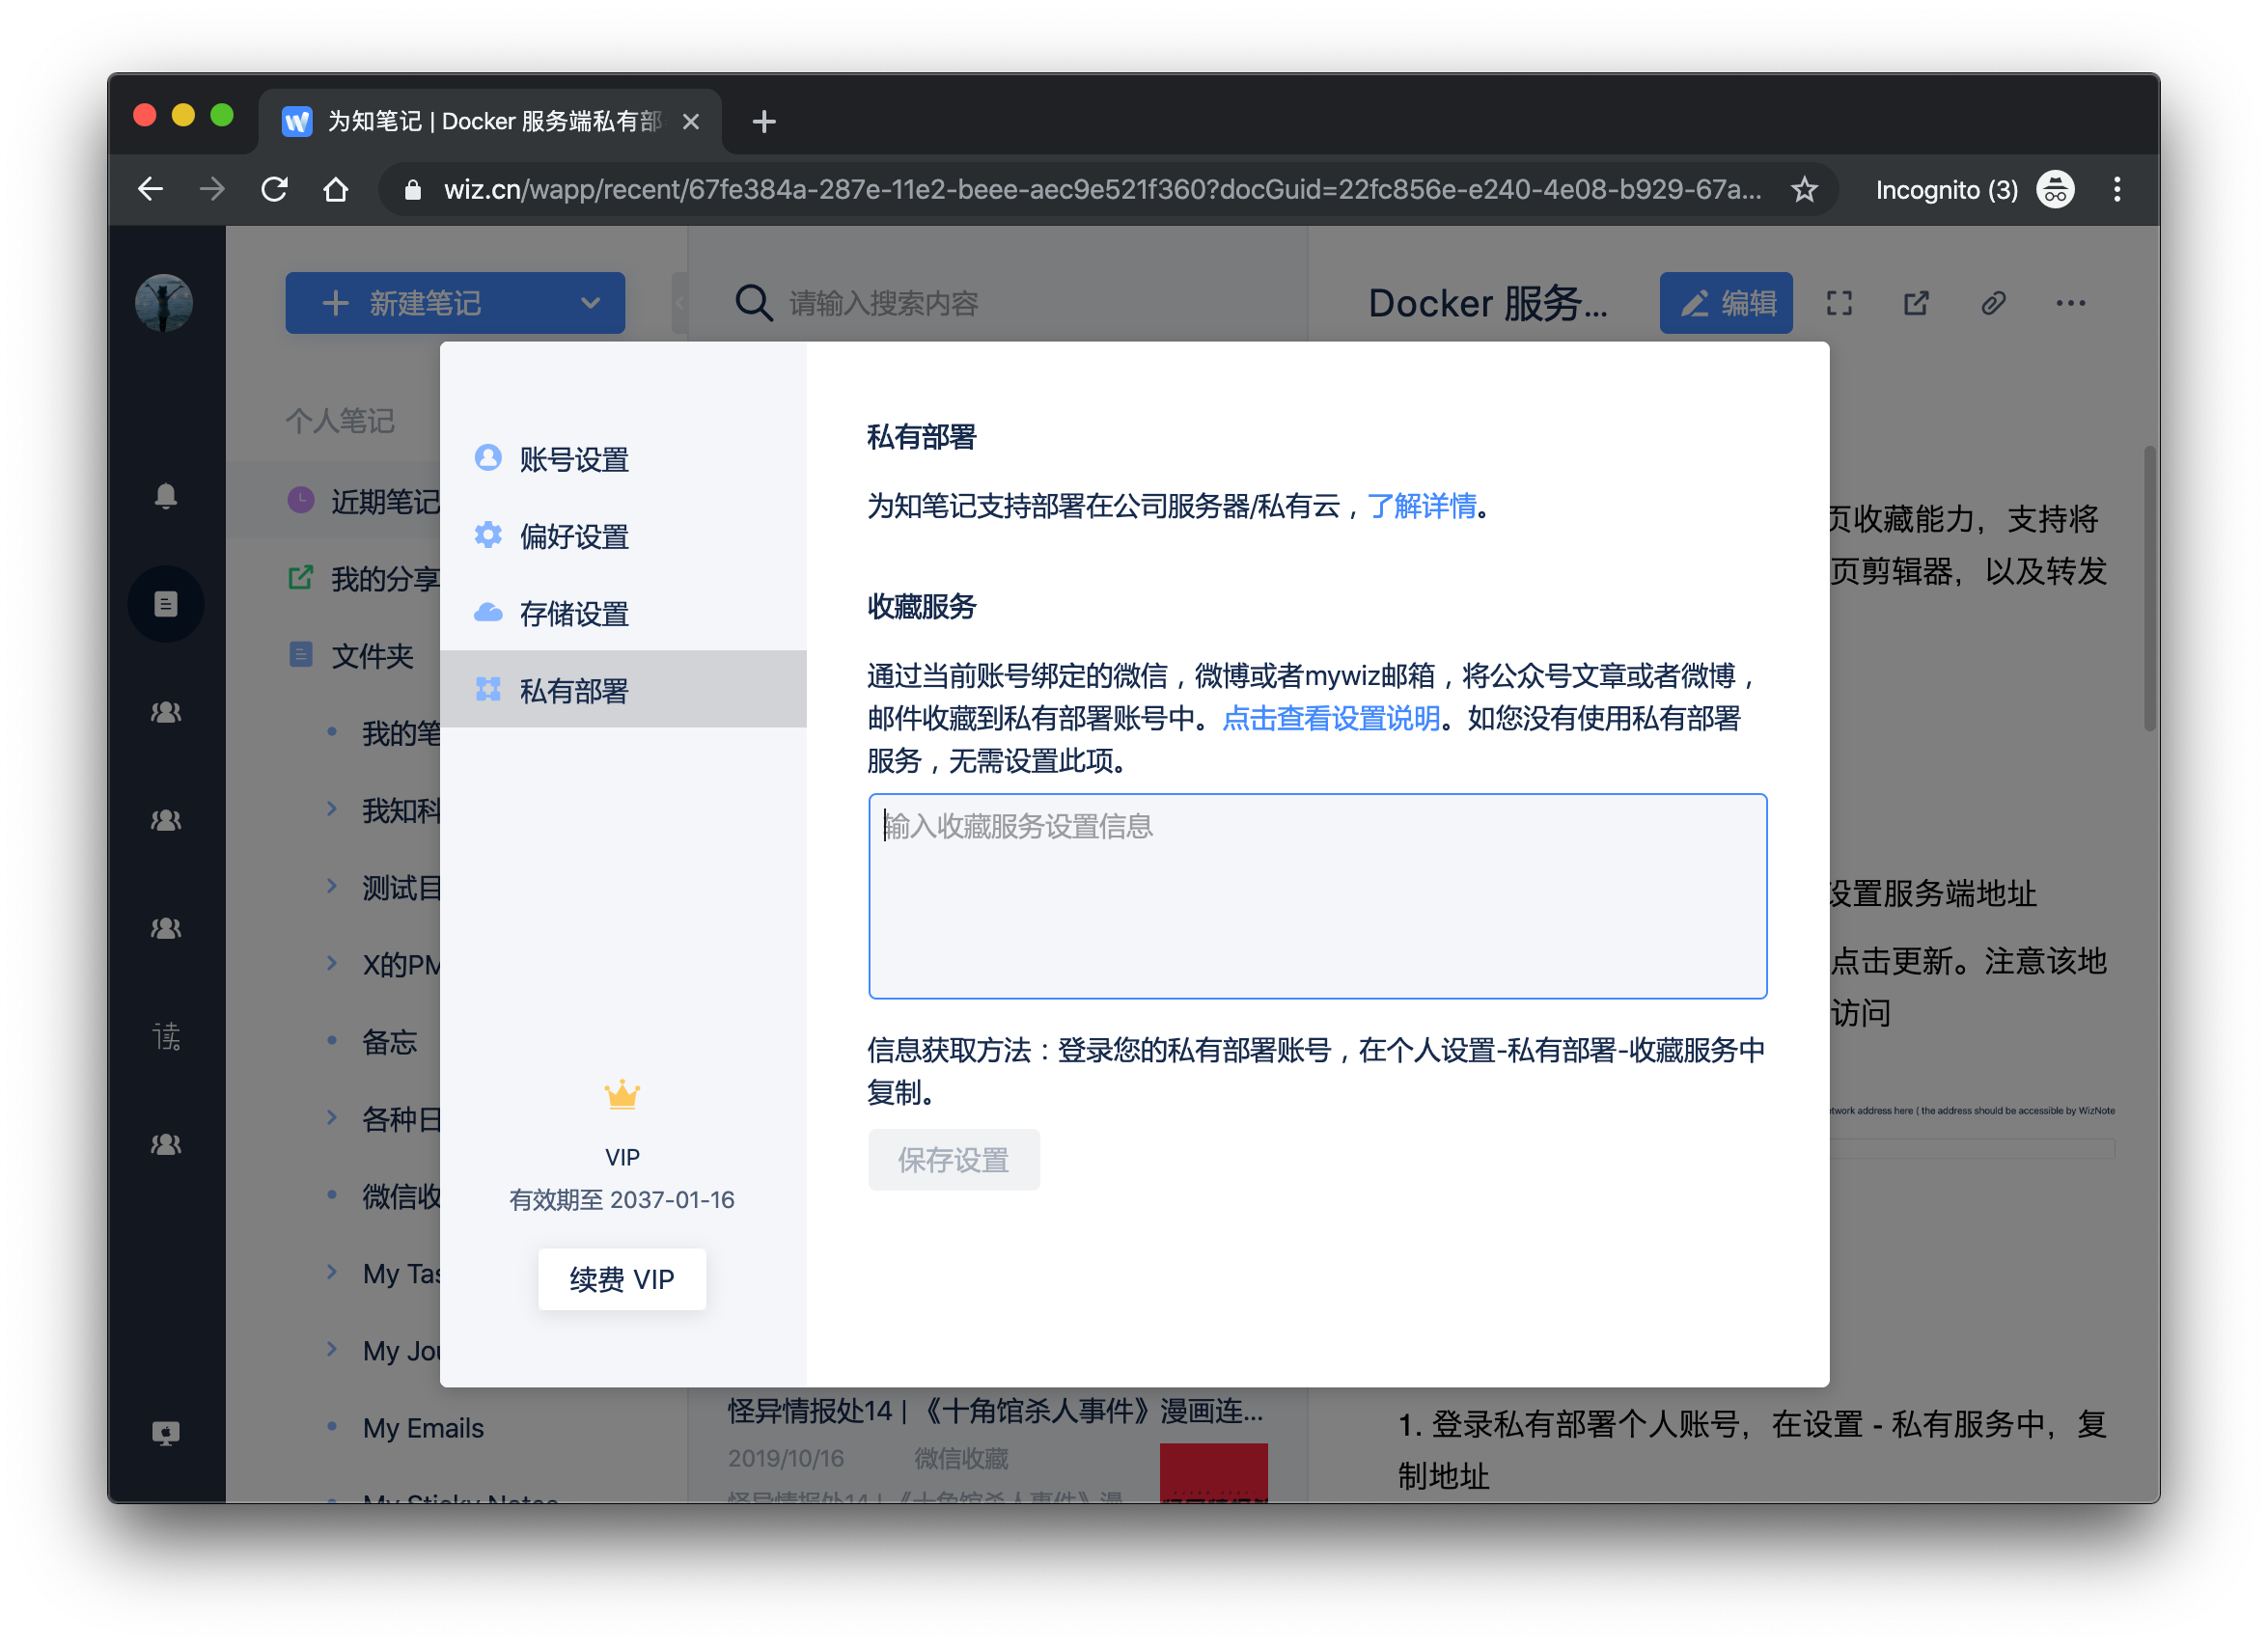 为知笔记 | Docker 服务端私有部
wiz.cn/wapp/recent/67fe384a-287e-11e2-beee-aec9e521f360?docGuid=22fc856e-e240-4e08-b929-67a...
Incognito (3)
新建笔记
请输入搜索内容
Docker 服务...
编辑
个人笔记
近期笔记
我的分享
文件夹
我的笔
我知科
测试目
X的PM
备忘
各种日
微信收
My Tas
My Jou
My Emails
My Sticky Notes
读。
账号设置
偏好设置
存储设置
私有部署
VIP
有效期至 2037-01-16
续费 VIP
私有部署
为知笔记支持部署在公司服务器/私有云，了解详情。
收藏服务
通过当前账号绑定的微信，微博或者mywiz邮箱，将公众号文章或者微博，
邮件收藏到私有部署账号中。点击查看设置说明。如您没有使用私有部署
服务，无需设置此项。
输入收藏服务设置信息
信息获取方法：登录您的私有部署账号，在个人设置-私有部署-收藏服务中
复制。
保存设置
怪异情报处14 | 《十角馆杀人事件》漫画连...
2019/10/16 微信收藏
怪异情报处14 | 《十角馆杀人事件》漫
页收藏能力，支持将
页剪辑器，以及转发
设置服务端地址
点击更新。注意该地
访问
twork address here ( the address should be accessible by WizNote
1. 登录私有部署个人账号，在设置 - 私有服务中，复
制地址